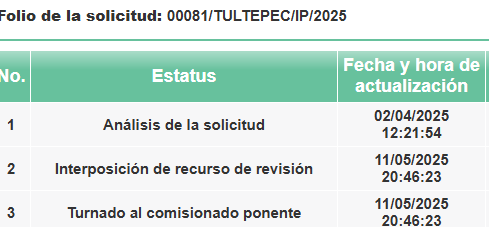 Folio de la solicitud: 00081/TULTEPEC/IP/2025
No. Estatus Fecha y hora de
actualización
1 Análisis de la solicitud 02/04/2025
12:21:54
2 Interposición de recurso de revisión 11/05/2025
20:46:23
3 Turnado al comisionado ponente 11/05/2025
20:46:23